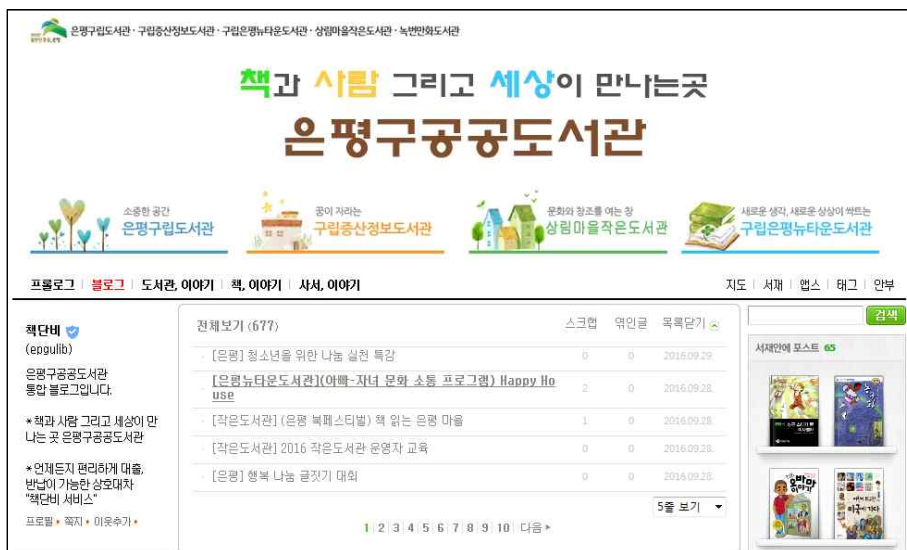 은평구립도서관 · 구립증산정보도서관 · 구립은평뉴타운도서관 · 상림마을작은도서관 · 녹번만화도서관
책과 사람 그리고 세상이 만나는곳
은평구공공도서관
소중한 공간
은평구립도서관
꿈이 자라는
구립증산정보도서관
문화와 창조를 여는 창
상림마을작은도서관
새로운 생각, 새로운 상상이 싹트는
구립은평뉴타운도서관
프롤로그 | 블로그 | 도서관, 이야기 | 책, 이야기 | 사서, 이야기
지도 | 서재 | 앱스 | 태그 | 안부
책단비
(epgulib)
은평구공공도서관
통합 블로그입니다.
*책과 사람 그리고 세상이 만
나는 곳 은평구공공도서관
*언제든지 편리하게 대출,
반납이 가능한 상호대차
"책단비 서비스"
프로필 쪽지 이웃추가
전체보기 (677) 스크랩 엮인글 목록닫기
[은평] 청소년을 위한 나눔 실천 특강 0 0 2016.09.29.
[은평뉴타운도서관](아빠-자녀 문화 소통 프로그램) Happy Ho
use 2 0 2016.09.28.
[작은도서관] (은평 북페스티벌) 책 읽는 은평 마을 1 0 2016.09.28.
[작은도서관] 2016 작은도서관 운영자 교육 0 0 2016.09.28.
[은평] 행복 나눔 글짓기 대회 0 0 2016.09.28.
5줄 보기
1 2 3 4 5 6 7 8 9 10 다음
검색
서재안에 포스트 65